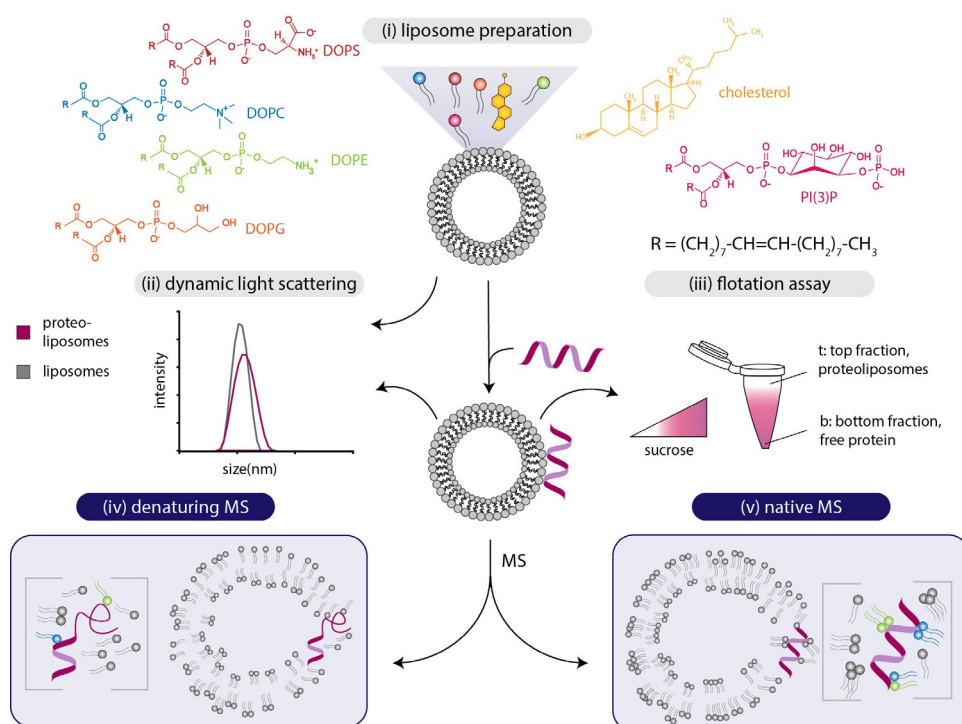 (i) liposome preparation
DOPS
DOPC
DOPE
DOPG
cholesterol
PI(3)P
R = (CH2)7-CH=CH-(CH2)7-CH3
(ii) dynamic light scattering
(iii) flotation assay
proteo-
liposomes
liposomes
intensity
size(nm)
t: top fraction,
proteoliposomes
b: bottom fraction,
free protein
sucrose
(iv) denaturing MS
(v) native MS
MS